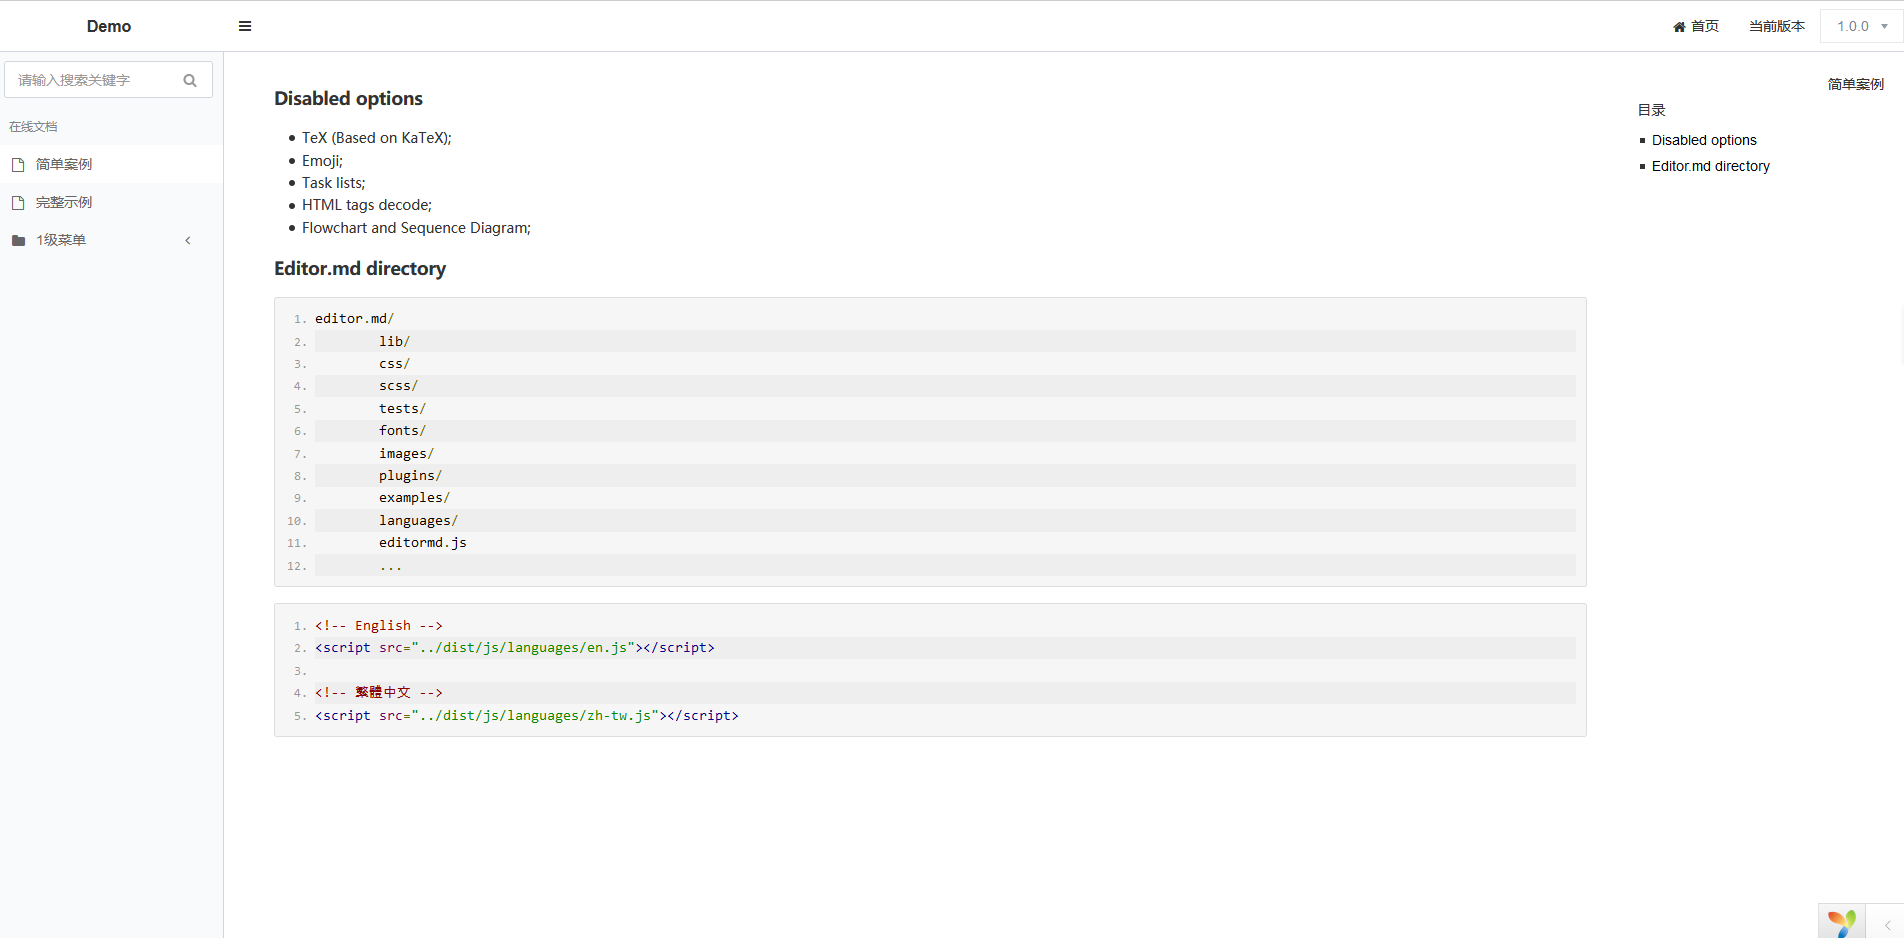 Demo
首页 当前版本 1.0.0
请输入搜索关键字
在线文档
简单案例
完整示例
1级菜单
Disabled options
TeX (Based on KaTeX);
Emoji;
Task lists;
HTML tags decode;
Flowchart and Sequence Diagram;
Editor.md directory
1. editor.md/
2. lib/
3. css/
4. scss/
5. tests/
6. fonts/
7. images/
8. plugins/
9. examples/
10. languages/
11. editormd.js
12. ...
1. <!-- English -->
2. <script src="../dist/js/languages/en.js"></script>
3.
4. <!-- 繁體中文 -->
5. <script src="../dist/js/languages/zh-tw.js"></script>
简单案例
目录
Disabled options
Editor.md directory